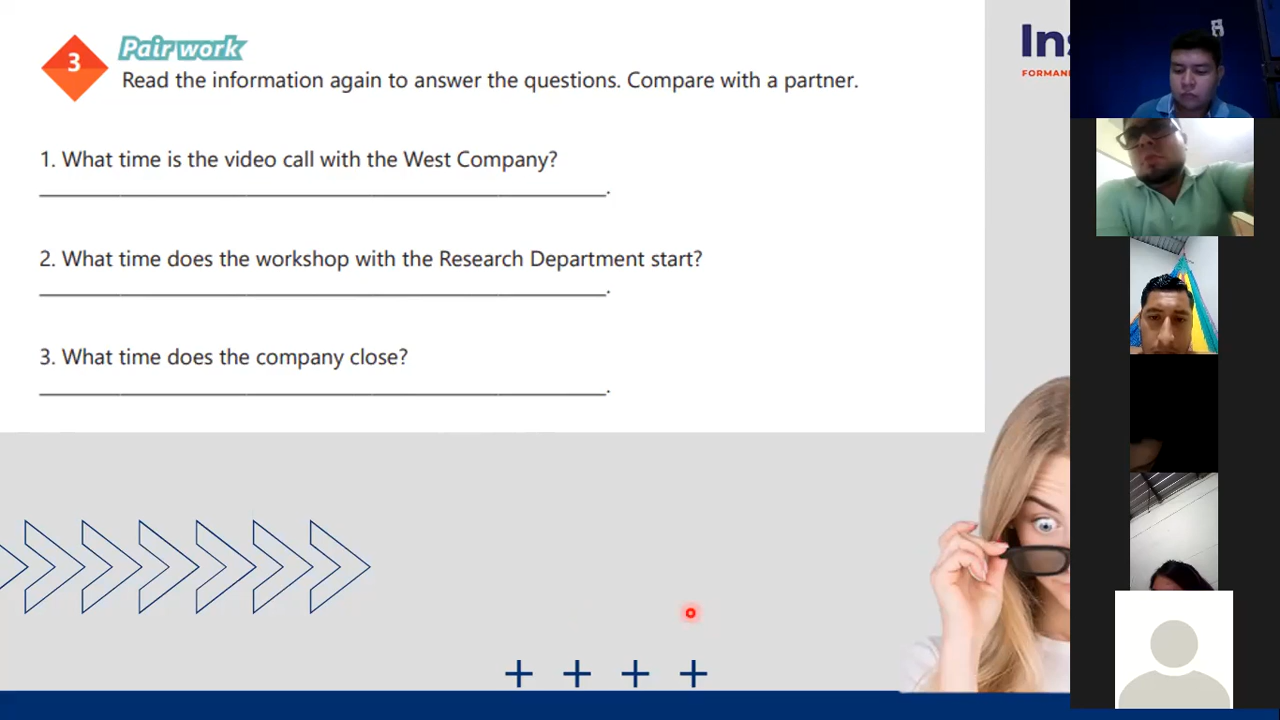 3
Pair work
Read the information again to answer the questions. Compare with a partner.
1. What time is the video call with the West Company?
2. What time does the workshop with the Research Department start?
3. What time does the company close?
Ins
FORMAN